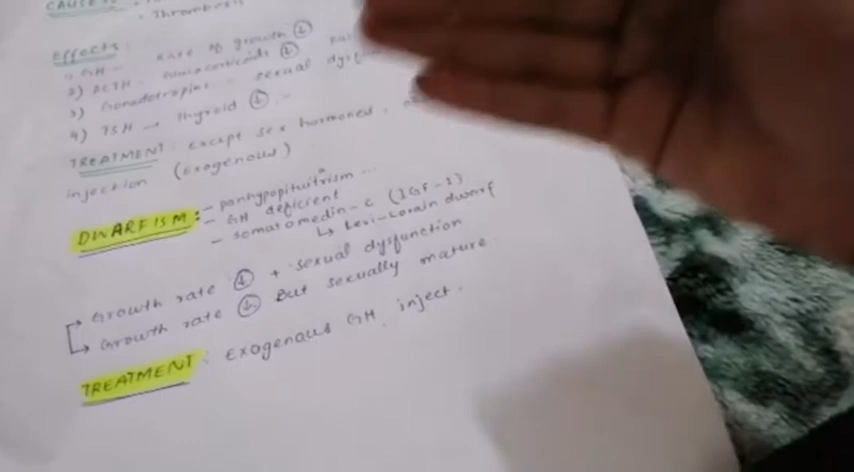 CAUSES
- Thrombosis
Effects:
1) GH - rate of growth ↓
2) ACTH - Glucocorticoids ↓
3) Gonadotropins - sexual
4) TSH → Thyroid ↓ -
TREATMENT: except sex hormones,
injection (Exogenous)
DWARFISM: - panhypopituitrism ...
- GH deficient
- somatomedin-c (IGF-1)
↳ Levi-Lorain dwarf
→ Growth rate ↓ + sexual dysfunction
→ Growth rate ↓ But sexually mature
TREATMENT: Exogenous GH inject.